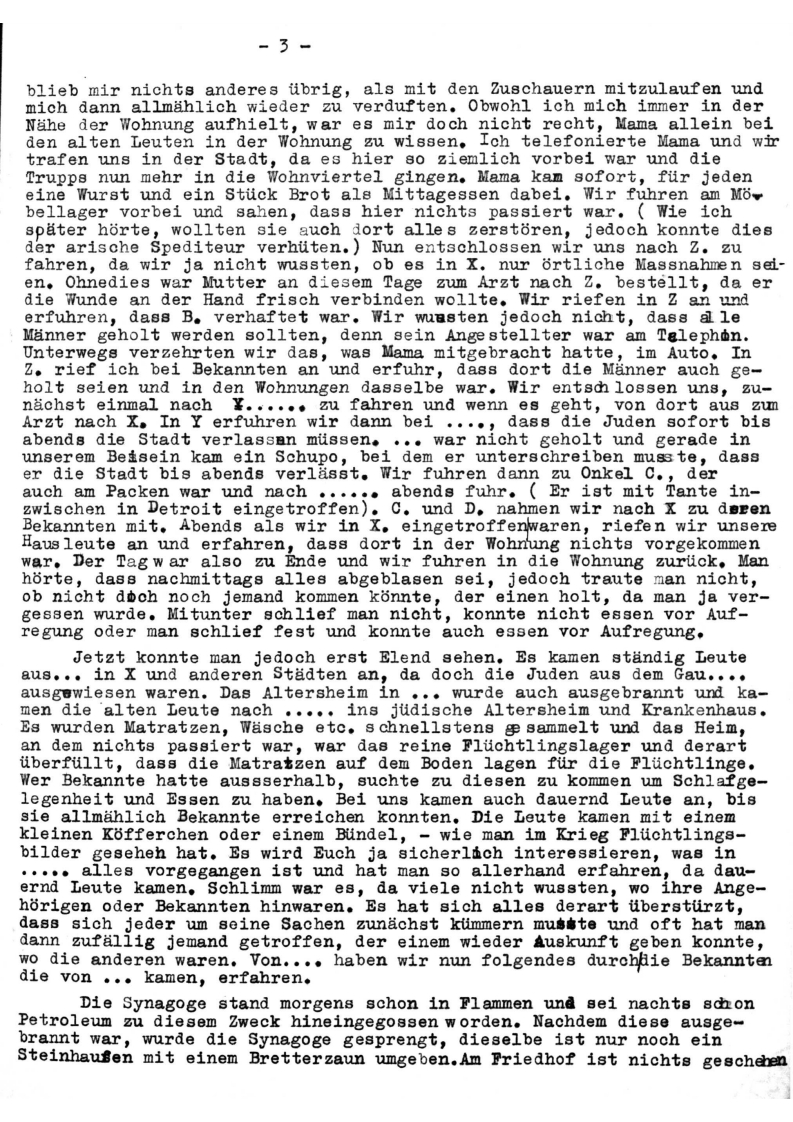 - 3 -
blieb mir nichts anderes übrig, als mit den Zuschauern mitzulaufen und
mich dann allmählich wieder zu verduften. Obwohl ich mich immer in der
Nähe der Wohnung aufhielt, war es mir doch nicht recht, Mama allein bei
den alten Leuten in der Wohnung zu wissen. Ich telefonierte Mama und wir
trafen uns in der Stadt, da es hier so ziemlich vorbei war und die
Trupps nun mehr in die Wohnviertel gingen. Mama kam sofort, für jeden
eine Wurst und ein Stück Brot als Mittagessen dabei. Wir fuhren am Mö-
bellager vorbei und sahen, dass hier nichts passiert war. ( Wie ich
später hörte, wollten sie auch dort alles zerstören, jedoch konnte dies
der arische Spediteur verhüten.) Nun entschlossen wir uns nach Z. zu
fahren, da wir ja nicht wussten, ob es in X. nur örtliche Massnahmen sei-
en. Ohnedies war Mutter an diesem Tage zum Arzt nach Z. bestellt, da er
die Wunde an der Hand frisch verbinden wollte. Wir riefen in Z an und
erfuhren, dass B. verhaftet war. Wir wussten jedoch nicht, dass alle
Männer geholt werden sollten, denn sein Angestellter war am Telephon.
Unterwegs verzehrten wir das, was Mama mitgebracht hatte, im Auto. In
Z. rief ich bei Bekannten an und erfuhr, dass dort die Männer auch ge-
holt seien und in den Wohnungen dasselbe war. Wir entschlossen uns, zu-
nächst einmal nach Y...... zu fahren und wenn es geht, von dort aus zum
Arzt nach X. In Y erfuhren wir dann bei ...., dass die Juden sofort bis
abends die Stadt verlassen müssen. ... war nicht geholt und gerade in
unserem Beisein kam ein Schupo, bei dem er unterschreiben musste, dass
er die Stadt bis abends verlässt. Wir fuhren dann zu Onkel C., der
auch am Packen war und nach ...... abends fuhr. ( Er ist mit Tante in-
zwischen in Detroit eingetroffen). C. und D. nahmen wir nach X zu deren
Bekannten mit. Abends als wir in X. eingetroffen waren, riefen wir unsere
Hausleute an und erfahren, dass dort in der Wohnung nichts vorgekommen
war. Der Tag war also zu Ende und wir fuhren in die Wohnung zurück. Man
hörte, dass nachmittags alles abgeblasen sei, jedoch traute man nicht,
ob nicht doch noch jemand kommen könnte, der einen holt, da man ja ver-
gessen wurde. Mitunter schlief man nicht, konnte nicht essen vor Auf-
regung oder man schlief fest und konnte auch essen vor Aufregung.
Jetzt konnte man jedoch erst Elend sehen. Es kamen ständig Leute
aus... in X und anderen Städten an, da doch die Juden aus dem Gau....
ausgewiesen waren. Das Altersheim in ... wurde auch ausgebrannt und ka-
men die alten Leute nach ..... ins jüdische Altersheim und Krankenhaus.
Es wurden Matratzen, Wäsche etc. schnellstens gesammelt und das Heim,
an dem nichts passiert war, war das reine Flüchtlingslager und derart
überfüllt, dass die Matratzen auf dem Boden lagen für die Flüchtlinge.
Wer Bekannte hatte aussserhalb, suchte zu diesen zu kommen um Schlafge-
legenheit und Essen zu haben. Bei uns kamen auch dauernd Leute an, bis
sie allmählich Bekannte erreichen konnten. Die Leute kamen mit einem
kleinen Köfferchen oder einem Bündel, - wie man im Krieg Flüchtlings-
bilder geseheh hat. Es wird Euch ja sicherlich interessieren, was in
..... alles vorgegangen ist und hat man so allerhand erfahren, da dau-
ernd Leute kamen. Schlimm war es, da viele nicht wussten, wo ihre Ange-
hörigen oder Bekannten hinwaren. Es hat sich alles derart überstürzt,
dass sich jeder um seine Sachen zunächst kümmern musste und oft hat man
dann zufällig jemand getroffen, der einem wieder Auskunft geben konnte,
wo die anderen waren. Von.... haben wir nun folgendes durch die Bekannten
die von ... kamen, erfahren.
Die Synagoge stand morgens schon in Flammen und sei nachts schon
Petroleum zu diesem Zweck hineingegossen worden. Nachdem diese ausge-
brannt war, wurde die Synagoge gesprengt, dieselbe ist nur noch ein
Steinhaufen mit einem Bretterzaun umgeben.Am Friedhof ist nichts geschehen